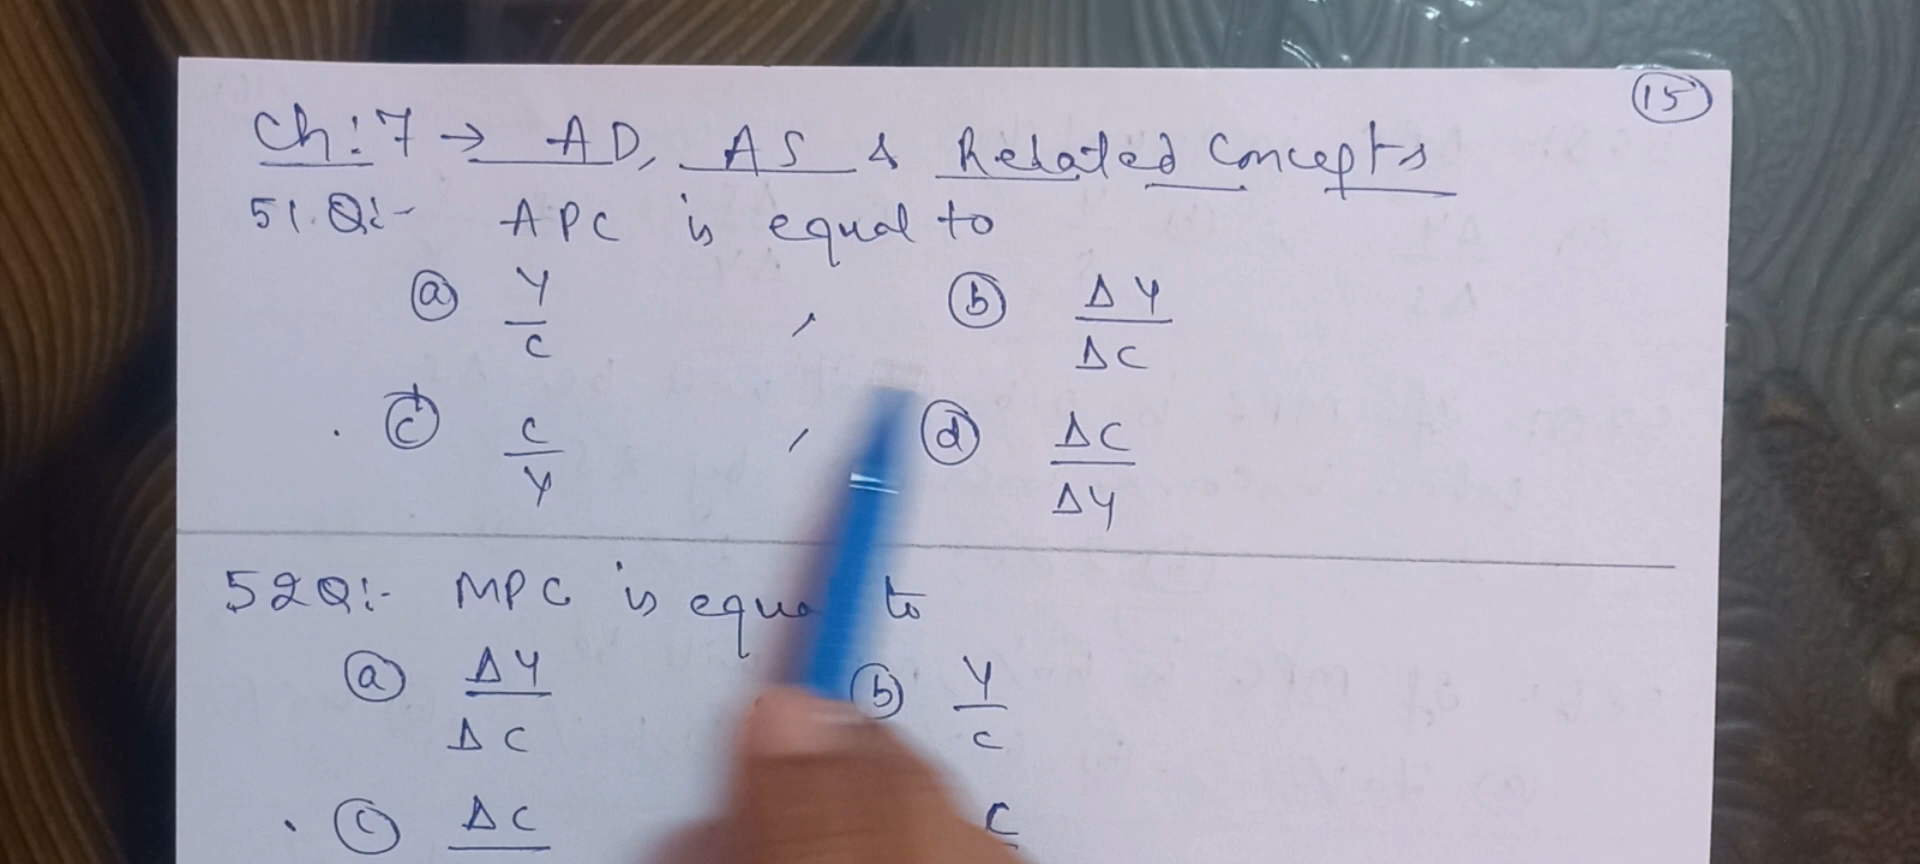 15
Ch:7 → AD, AS & Related Concepts
51.Q:- APC is equal to
(a) Y/C , (b) ΔY/ΔC
(c) C/Y , (d) ΔC/ΔY
52Q:- MPC is equa to
(a) ΔY/ΔC (b) Y/C
(c) ΔC C